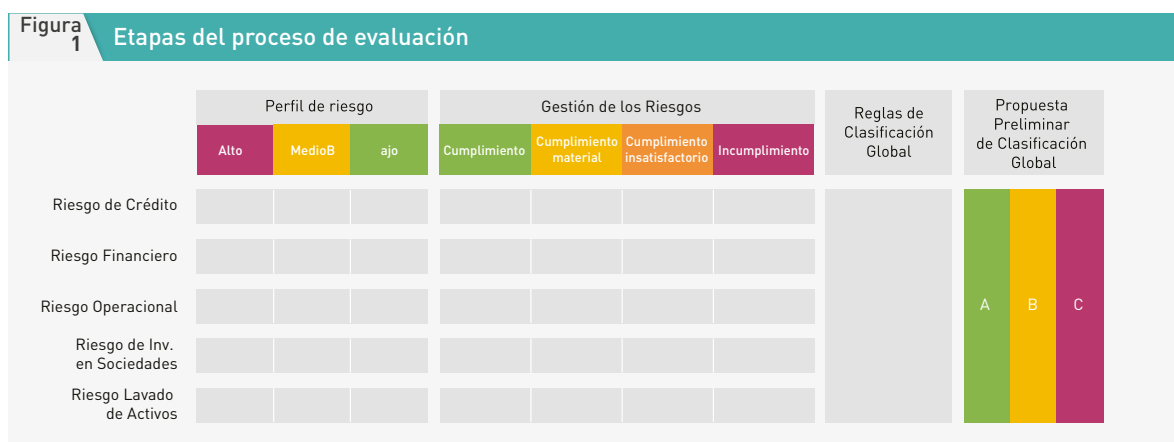 Figura
1
Etapas del proceso de evaluación
Perfil de riesgo
Gestión de los Riesgos
Reglas de
Clasificación
Global
Propuesta
Preliminar
de Clasificación
Global
Alto
MedioB
ajo
Cumplimiento
Cumplimiento
material
Cumplimiento
insatisfactorio
Incumplimiento
Riesgo de Crédito
Riesgo Financiero
Riesgo Operacional
A
B
C
Riesgo de Inv.
en Sociedades
Riesgo Lavado
de Activos